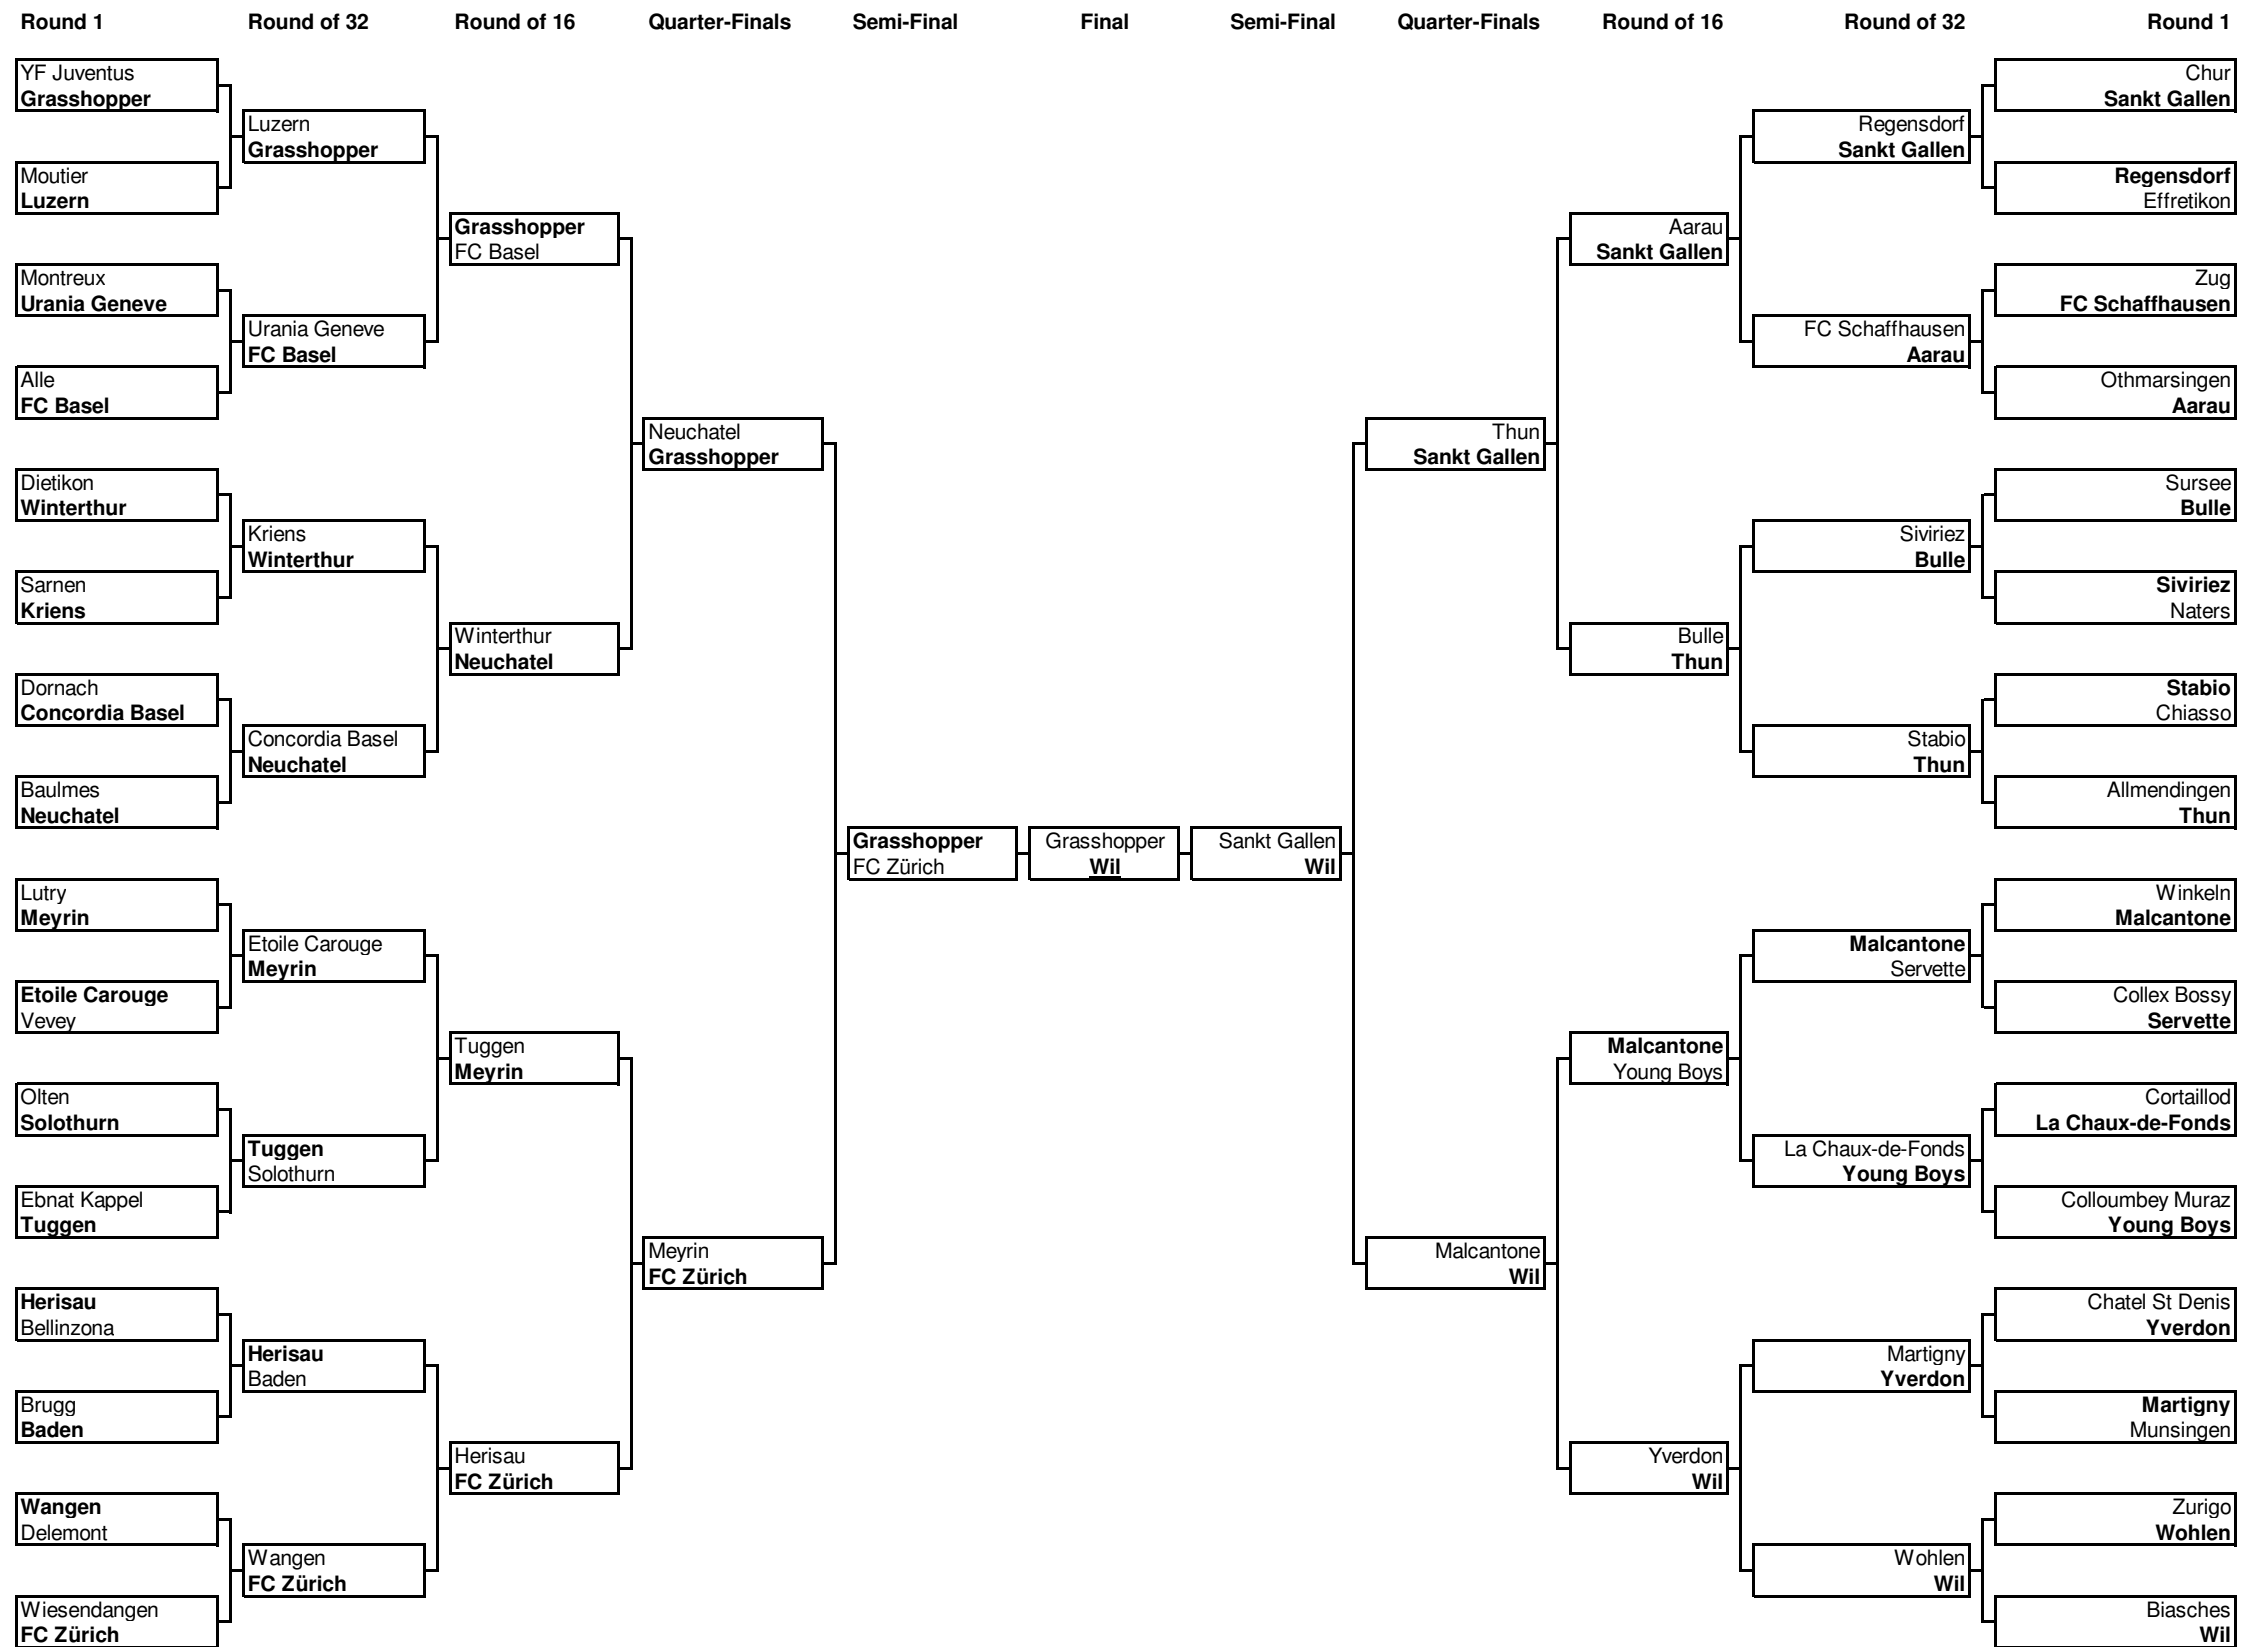 Round 1
Round of 32
Round of 16
Quarter-Finals
Semi-Final
Final
Semi-Final
Quarter-Finals
Round of 16
Round of 32
Round 1
YF Juventus
Grasshopper
Moutier
Luzern
Montreux
Urania Geneve
Alle
FC Basel
Dietikon
Winterthur
Sarnen
Kriens
Dornach
Concordia Basel
Baulmes
Neuchatel
Lutry
Meyrin
Etoile Carouge
Vevey
Olten
Solothurn
Ebnat Kappel
Tuggen
Herisau
Bellinzona
Brugg
Baden
Wangen
Delemont
Wiesendangen
FC Zürich
Luzern
Grasshopper
Urania Geneve
FC Basel
Kriens
Winterthur
Concordia Basel
Neuchatel
Etoile Carouge
Meyrin
Tuggen
Solothurn
Herisau
Baden
Wangen
FC Zürich
Grasshopper
FC Basel
Winterthur
Neuchatel
Tuggen
Meyrin
Herisau
FC Zürich
Neuchatel
Grasshopper
Meyrin
FC Zürich
Grasshopper
FC Zürich
Grasshopper
Wil
Sankt Gallen
Wil
Thun
Sankt Gallen
Malcantone
Wil
Aarau
Sankt Gallen
Bulle
Thun
Malcantone
Young Boys
Yverdon
Wil
Regensdorf
Sankt Gallen
FC Schaffhausen
Aarau
Siviriez
Bulle
Stabio
Thun
Malcantone
Servette
La Chaux-de-Fonds
Young Boys
Martigny
Yverdon
Wohlen
Wil
Chur
Sankt Gallen
Regensdorf
Effretikon
Zug
FC Schaffhausen
Othmarsingen
Aarau
Sursee
Bulle
Siviriez
Naters
Stabio
Chiasso
Allmendingen
Thun
Winkeln
Malcantone
Collex Bossy
Servette
Cortaillod
La Chaux-de-Fonds
Colloumbey Muraz
Young Boys
Chatel St Denis
Yverdon
Martigny
Munsingen
Zurigo
Wohlen
Biasches
Wil